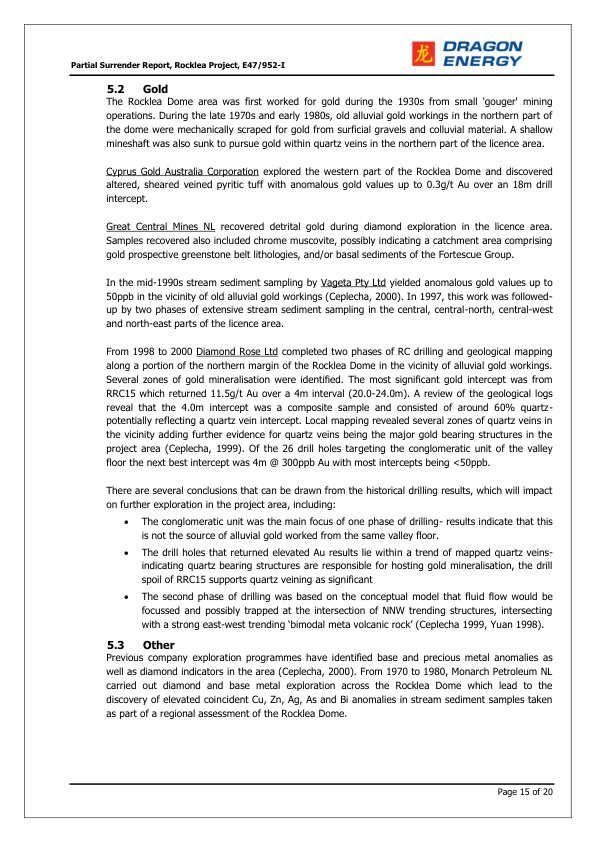 龙
DRAGON
ENERGY
Partial Surrender Report, Rocklea Project, E47/952-I
5.2 Gold
The Rocklea Dome area was first worked for gold during the 1930s from small 'gouger' mining
operations. During the late 1970s and early 1980s, old alluvial gold workings in the northern part of
the dome were mechanically scraped for gold from surficial gravels and colluvial material. A shallow
mineshaft was also sunk to pursue gold within quartz veins in the northern part of the licence area.
Cyprus Gold Australia Corporation explored the western part of the Rocklea Dome and discovered
altered, sheared veined pyritic tuff with anomalous gold values up to 0.3g/t Au over an 18m drill
intercept.
Great Central Mines NL recovered detrital gold during diamond exploration in the licence area.
Samples recovered also included chrome muscovite, possibly indicating a catchment area comprising
gold prospective greenstone belt lithologies, and/or basal sediments of the Fortescue Group.
In the mid-1990s stream sediment sampling by Vageta Pty Ltd yielded anomalous gold values up to
50ppb in the vicinity of old alluvial gold workings (Ceplecha, 2000). In 1997, this work was followed-
up by two phases of extensive stream sediment sampling in the central, central-north, central-west
and north-east parts of the licence area.
From 1998 to 2000 Diamond Rose Ltd completed two phases of RC drilling and geological mapping
along a portion of the northern margin of the Rocklea Dome in the vicinity of alluvial gold workings.
Several zones of gold mineralisation were identified. The most significant gold intercept was from
RRC15 which returned 11.5g/t Au over a 4m interval (20.0-24.0m). A review of the geological logs
reveal that the 4.0m intercept was a composite sample and consisted of around 60% quartz-
potentially reflecting a quartz vein intercept. Local mapping revealed several zones of quartz veins in
the vicinity adding further evidence for quartz veins being the major gold bearing structures in the
project area (Ceplecha, 1999). Of the 26 drill holes targeting the conglomeratic unit of the valley
floor the next best intercept was 4m @ 300ppb Au with most intercepts being <50ppb.
There are several conclusions that can be drawn from the historical drilling results, which will impact
on further exploration in the project area, including:
• The conglomeratic unit was the main focus of one phase of drilling- results indicate that this
is not the source of alluvial gold worked from the same valley floor.
• The drill holes that returned elevated Au results lie within a trend of mapped quartz veins-
indicating quartz bearing structures are responsible for hosting gold mineralisation, the drill
spoil of RRC15 supports quartz veining as significant
• The second phase of drilling was based on the conceptual model that fluid flow would be
focussed and possibly trapped at the intersection of NNW trending structures, intersecting
with a strong east-west trending ‘bimodal meta volcanic rock’ (Ceplecha 1999, Yuan 1998).
5.3 Other
Previous company exploration programmes have identified base and precious metal anomalies as
well as diamond indicators in the area (Ceplecha, 2000). From 1970 to 1980, Monarch Petroleum NL
carried out diamond and base metal exploration across the Rocklea Dome which lead to the
discovery of elevated coincident Cu, Zn, Ag, As and Bi anomalies in stream sediment samples taken
as part of a regional assessment of the Rocklea Dome.
Page 15 of 20